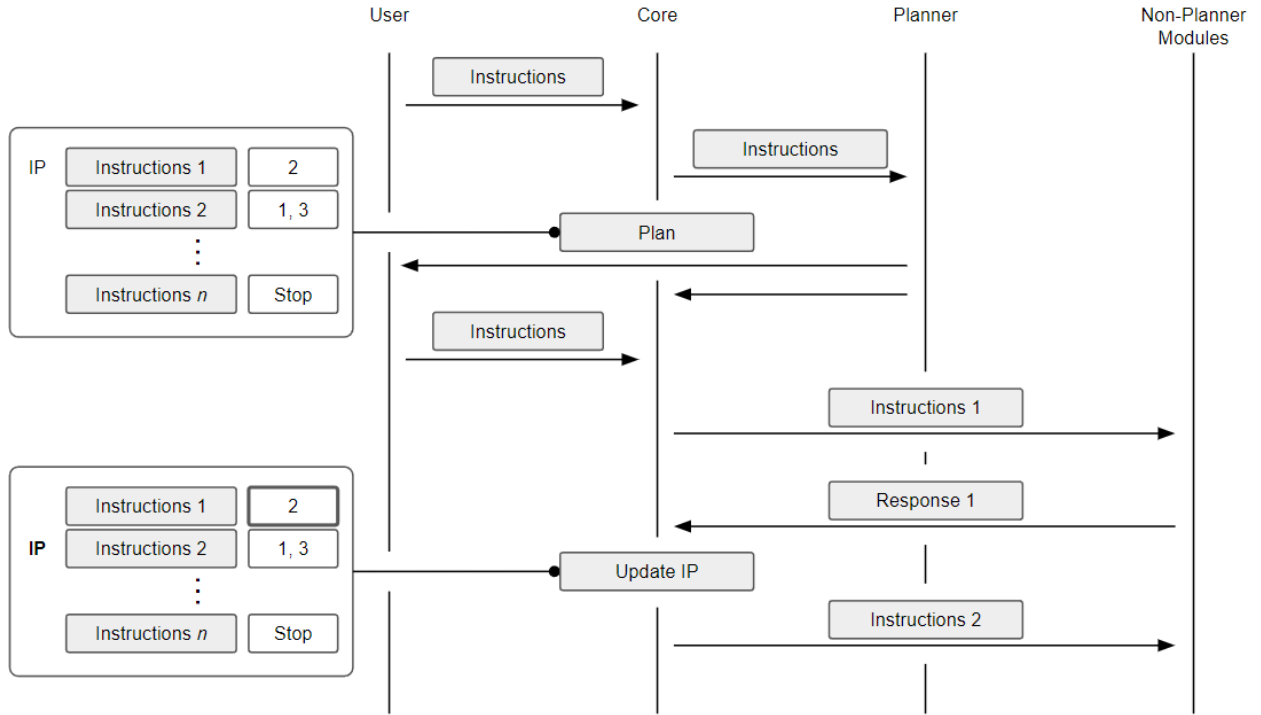 User
Core
Planner
Non-Planner
Modules
Instructions
Instructions
IP
Instructions 1
2
Instructions 2
1, 3
Instructions n
Stop
Plan
Instructions
Instructions 1
Response 1
IP
Instructions 1
2
Instructions 2
1, 3
Instructions n
Stop
Update IP
Instructions 2